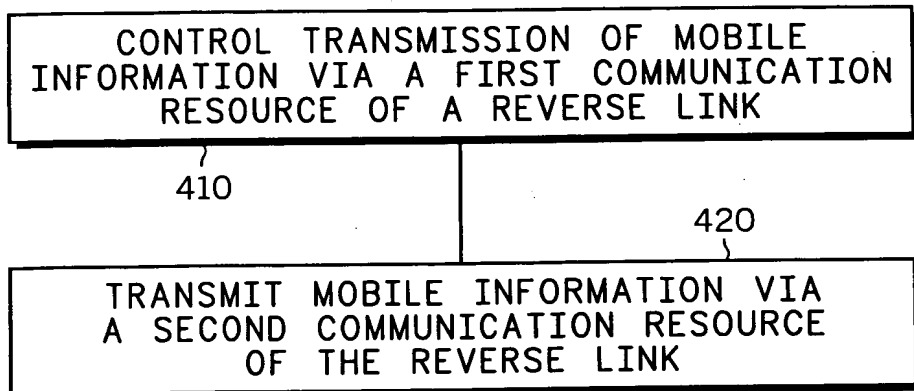 CONTROL TRANSMISSION OF MOBILE
INFORMATION VIA A FIRST COMMUNICATION
RESOURCE OF A REVERSE LINK
410
420
TRANSMIT MOBILE INFORMATION VIA
A SECOND COMMUNICATION RESOURCE
OF THE REVERSE LINK